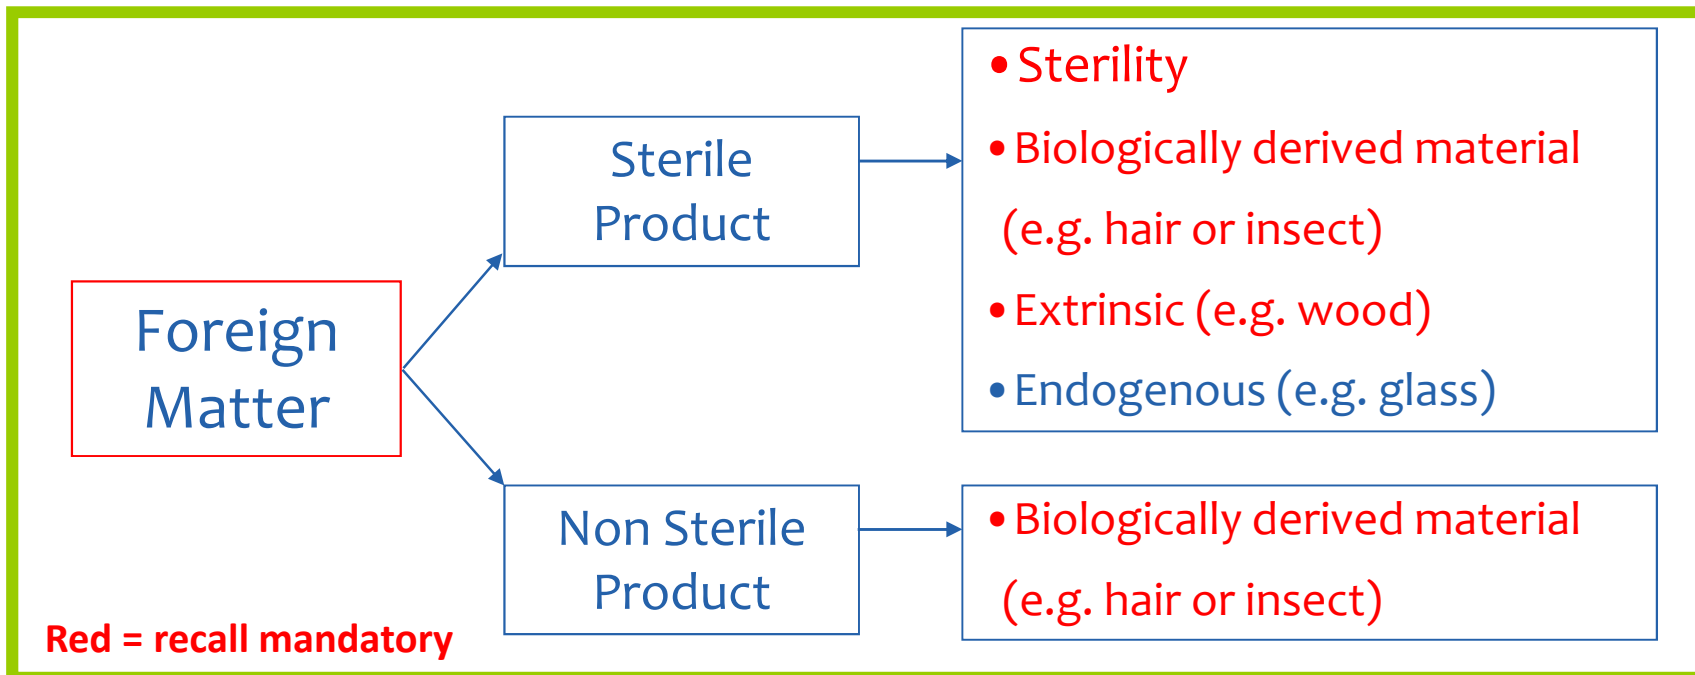 Foreign
Matter
Sterile
Product
•Sterility
•Biologically derived material
(e.g. hair or insect)
•Extrinsic (e.g. wood)
•Endogenous (e.g. glass)
Non Sterile
Product
•Biologically derived material
(e.g. hair or insect)
Red = recall mandatory